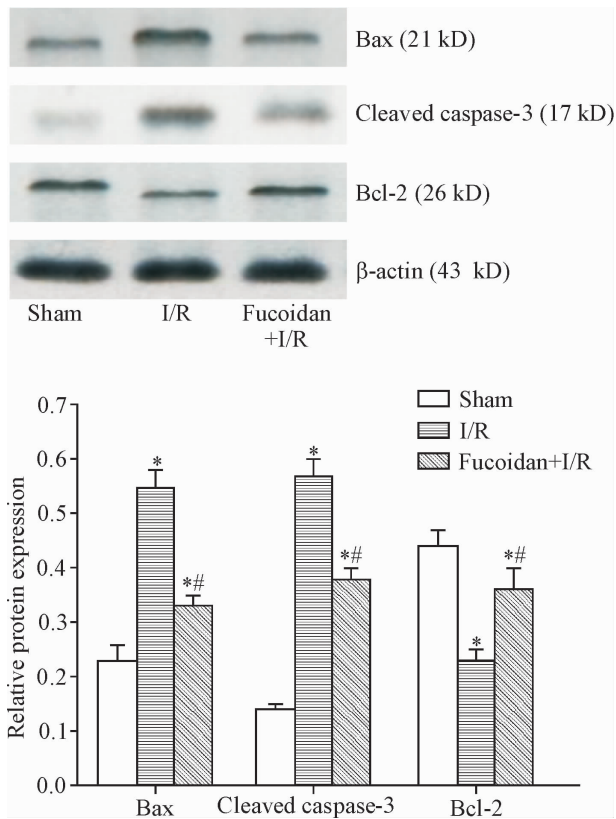 Bax (21 kD)
Cleaved caspase-3 (17 kD)
Bcl-2 (26 kD)
β-actin (43 kD)
Sham
I/R
Fucoidan
+I/R
Relative protein expression
0.7
0.6
0.5
0.4
0.3
0.2
0.1
0.0
Sham
I/R
Fucoidan+I/R
*
*#
*
*#
*
*#
Bax
Cleaved caspase-3
Bcl-2